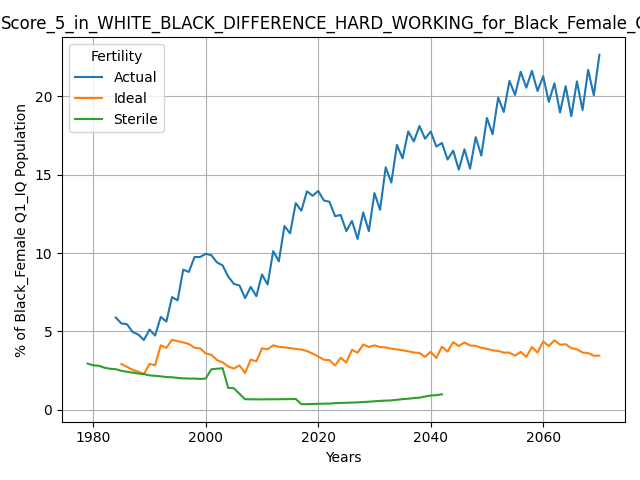 Score_5_in_WHITE_BLACK_DIFFERENCE_HARD_WORKING_for_Black_Female_
Fertility
Actual
Ideal
Sterile
% of Black_Female Q1_IQ Population
20
15
10
5
0
1980
2000
2020
2040
2060
Years